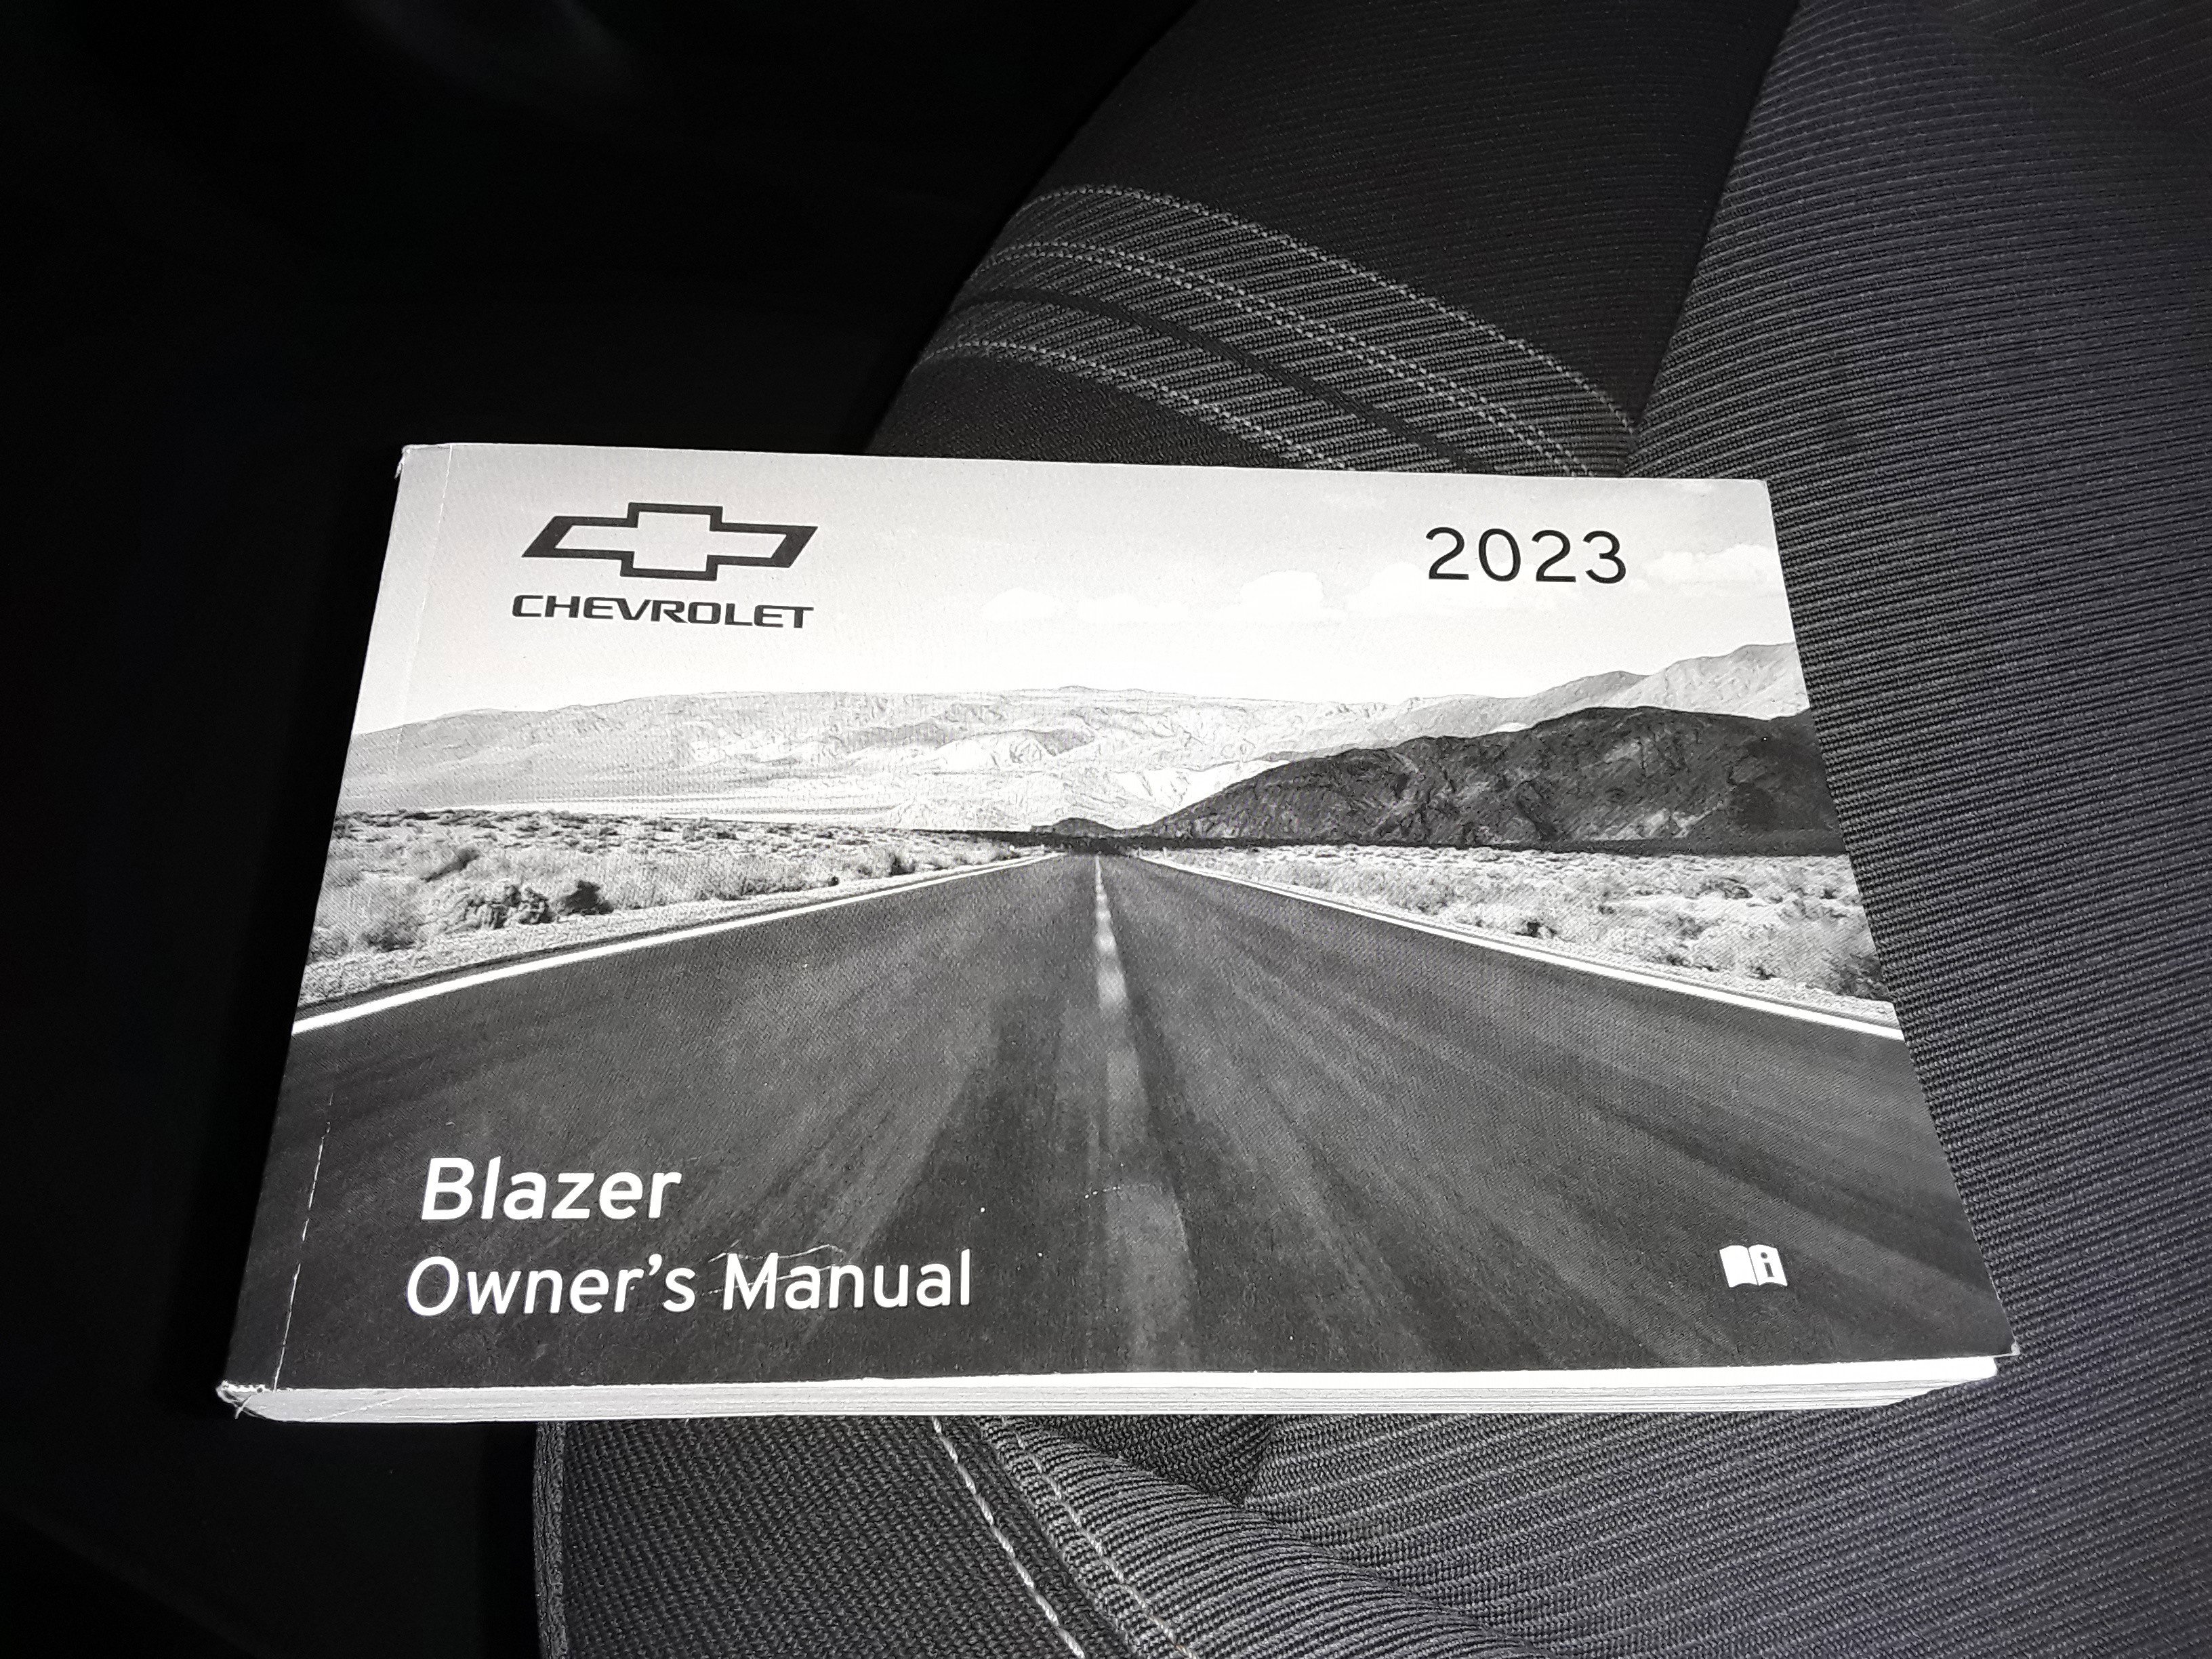 CHEVROLET
2023
Blazer
Owner's Manual